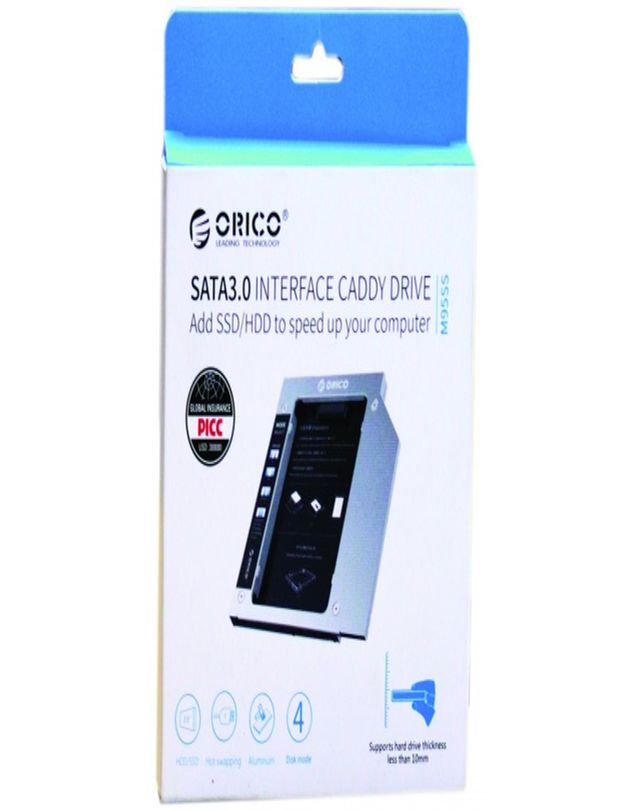 ORICO®
LEADING TECHNOLOGY
SATA3.0 INTERFACE CADDY DRIVE
Add SSD/HDD to speed up your computer
M95SS
GLOBAL INSURANCE
PICC
ORICO
HDD/SSD
Hot swapping
Aluminum
4
Disk mode
Supports hard drive thickness
less than 10mm